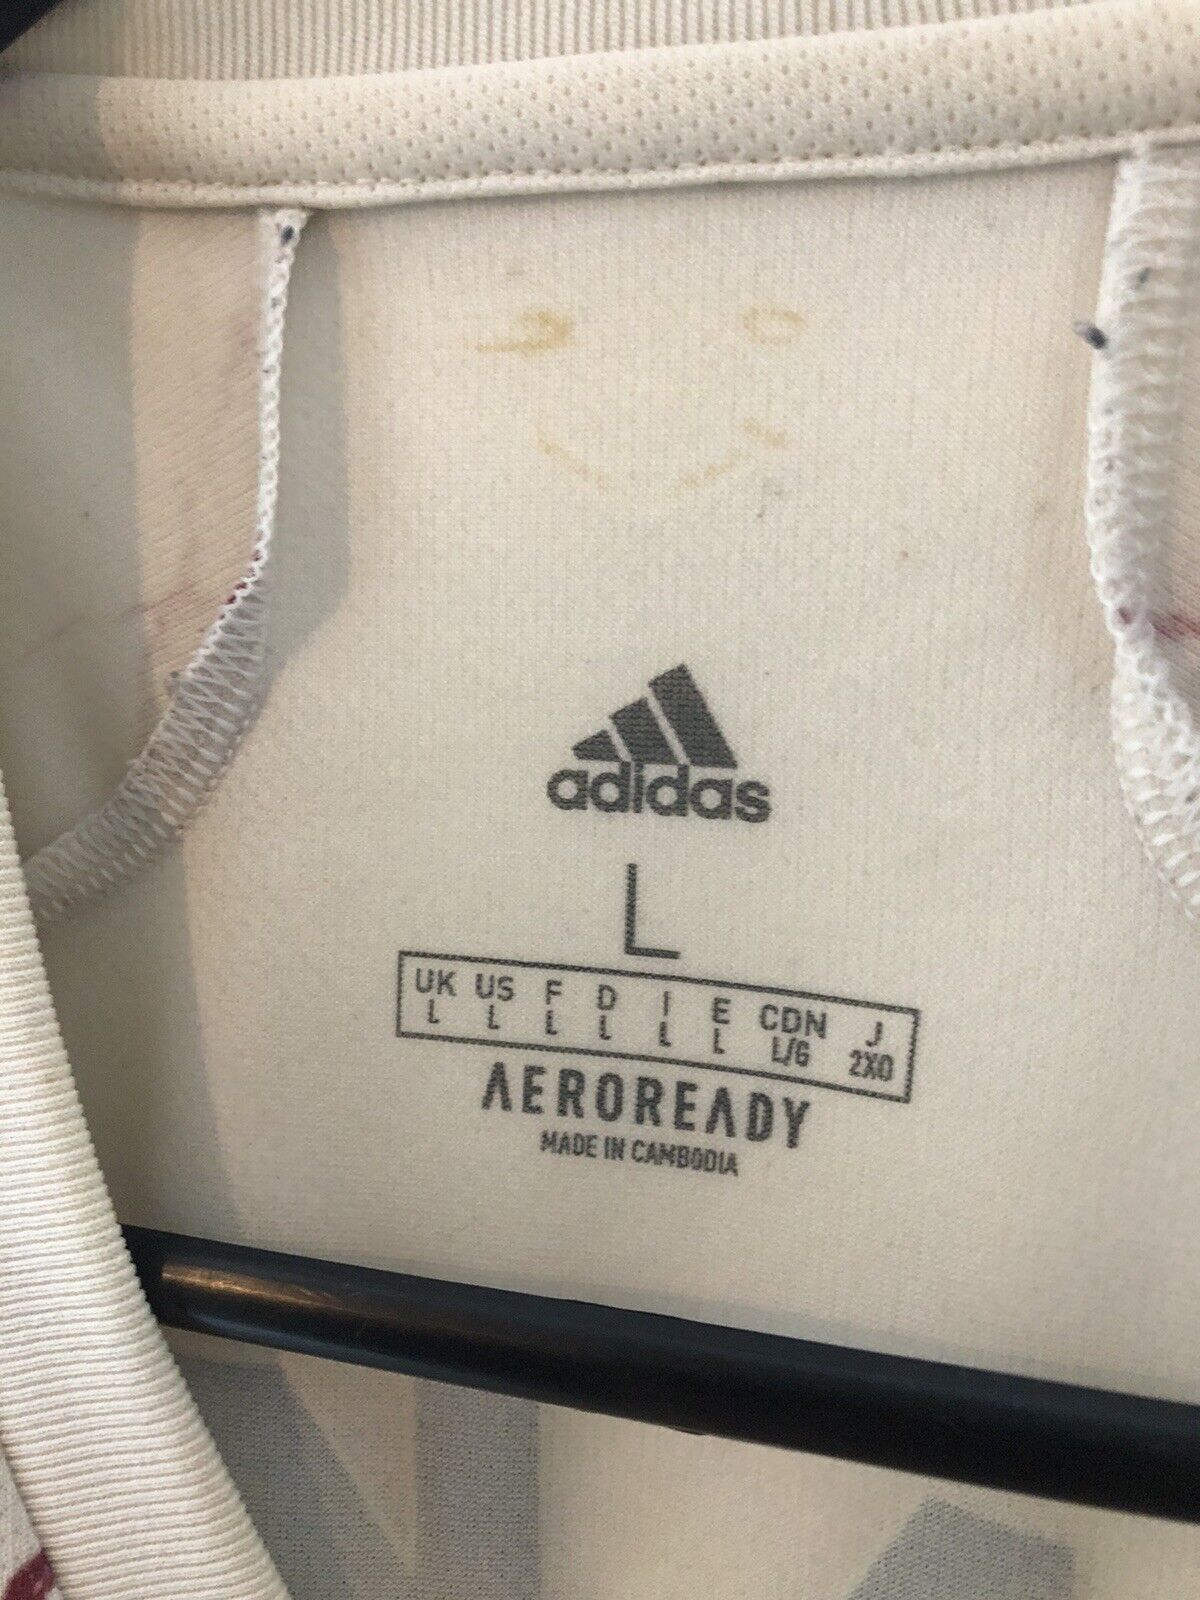 adidas
L
UK US F D I E CDN J
L L L L L L L/G 2XO
AEROREADY
MADE IN CAMBODIA